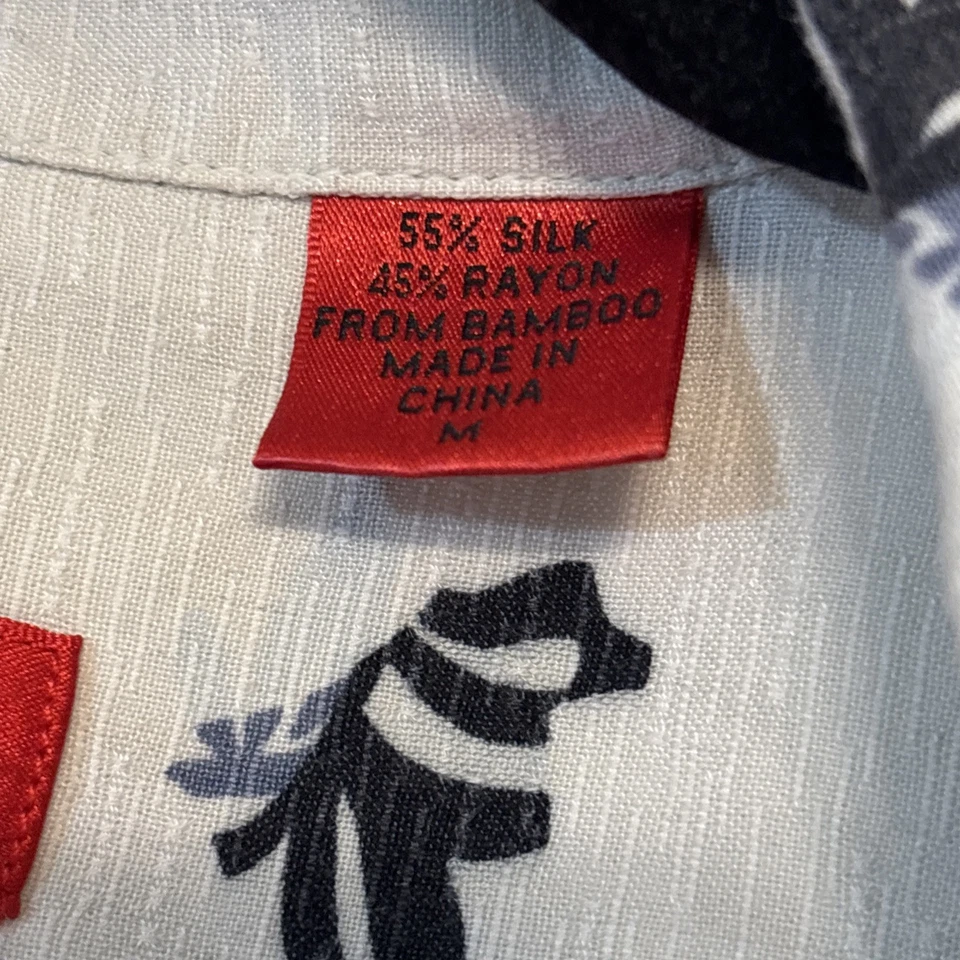 55% SILK
45% RAYON
FROM BAMBOO
MADE IN
CHINA
M